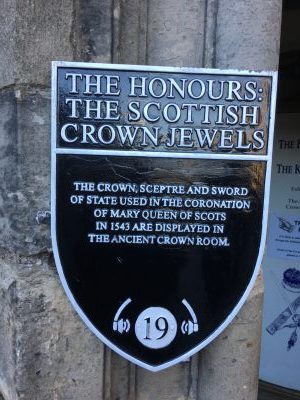 THE HONOURS:
THE SCOTTISH
CROWN JEWELS
THE CROWN, SCEPTRE AND SWORD
OF STATE USED IN THE CORONATION
OF MARY QUEEN OF SCOTS
IN 1543 ARE DISPLAYED IN
THE ANCIENT CROWN ROOM.
19